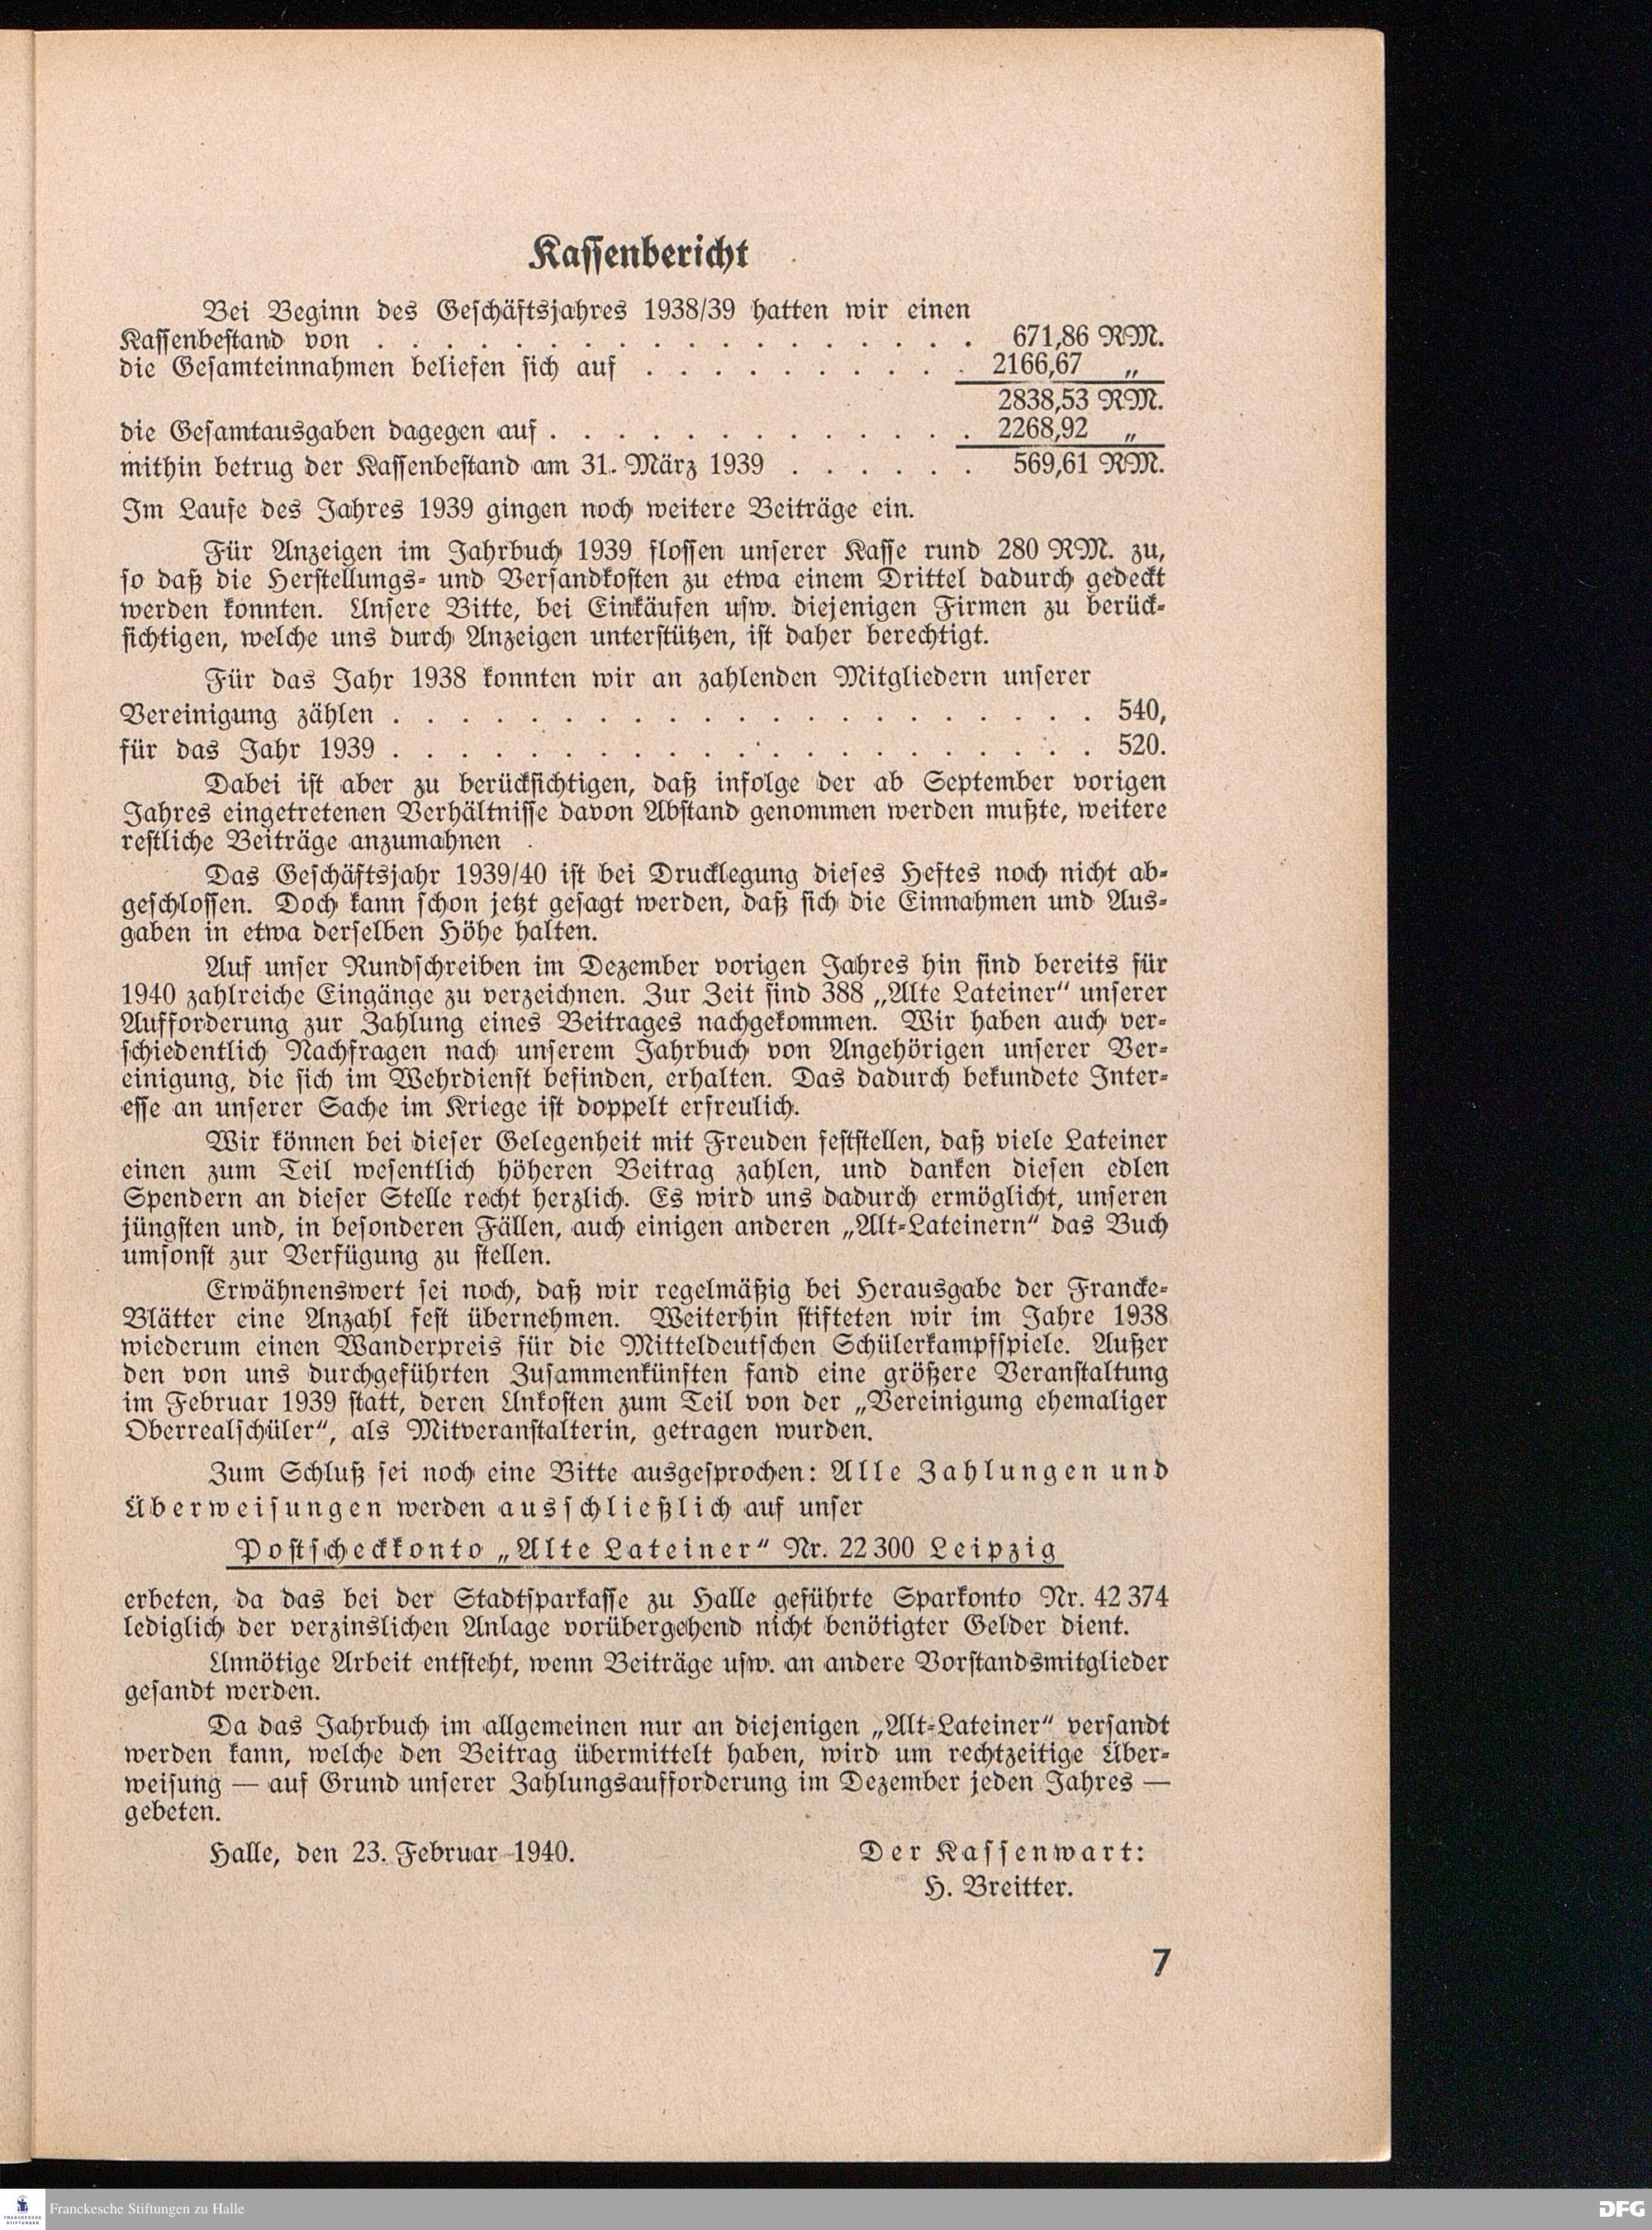 Kassenbericht
Bei Beginn des Geschäftsjahres 1938/39 hatten wir einen
Kassenbestand von . . . . . . . . . . . . . . . . . . 671,86 RM.
die Gesamteinnahmen beliefen sich auf . . . . . . . . . . 2166,67 „
2838,53 RM.
die Gesamtausgaben dagegen auf . . . . . . . . . . . . . 2268,92 „
mithin betrug der Kassenbestand am 31. März 1939 . . . . . . 569,61 RM.
Im Laufe des Jahres 1939 gingen noch weitere Beiträge ein.
Für Anzeigen im Jahrbuch 1939 flossen unserer Kasse rund 280 RM. zu,
so daß die Herstellungs- und Versandkosten zu etwa einem Drittel dadurch gedeckt
werden konnten. Unsere Bitte, bei Einkäufen usw. diejenigen Firmen zu berück-
sichtigen, welche uns durch Anzeigen unterstützen, ist daher berechtigt.
Für das Jahr 1938 konnten wir an zahlenden Mitgliedern unserer
Vereinigung zählen . . . . . . . . . . . . . . . . . . . . . 540,
für das Jahr 1939 . . . . . . . . . . . . . . . . . . . . . 520.
Dabei ist aber zu berücksichtigen, daß infolge der ab September vorigen
Jahres eingetretenen Verhältnisse davon Abstand genommen werden mußte, weitere
restliche Beiträge anzumahnen .
Das Geschäftsjahr 1939/40 ist bei Drucklegung dieses Heftes noch nicht ab-
geschlossen. Doch kann schon jetzt gesagt werden, daß sich die Einnahmen und Aus-
gaben in etwa derselben Höhe halten.
Auf unser Rundschreiben im Dezember vorigen Jahres hin sind bereits für
1940 zahlreiche Eingänge zu verzeichnen. Zur Zeit sind 388 „Alte Lateiner“ unserer
Aufforderung zur Zahlung eines Beitrages nachgekommen. Wir haben auch ver-
schiedentlich Nachfragen nach unserem Jahrbuch von Angehörigen unserer Ver-
einigung, die sich im Wehrdienst befinden, erhalten. Das dadurch bekundete Inter-
esse an unserer Sache im Kriege ist doppelt erfreulich.
Wir können bei dieser Gelegenheit mit Freuden feststellen, daß viele Lateiner
einen zum Teil wesentlich höheren Beitrag zahlen, und danken diesen edlen
Spendern an dieser Stelle recht herzlich. Es wird uns dadurch ermöglicht, unseren
jüngsten und, in besonderen Fällen, auch einigen anderen „Alt-Lateinern“ das Buch
umsonst zur Verfügung zu stellen.
Erwähnenswert sei noch, daß wir regelmäßig bei Herausgabe der Francke-
Blätter eine Anzahl fest übernehmen. Weiterhin stifteten wir im Jahre 1938
wiederum einen Wanderpreis für die Mitteldeutschen Schülerkampfspiele. Außer
den von uns durchgeführten Zusammenkünften fand eine größere Veranstaltung
im Februar 1939 statt, deren Unkosten zum Teil von der „Vereinigung ehemaliger
Oberrealschüler“, als Mitveranstalterin, getragen wurden.
Zum Schluß sei noch eine Bitte ausgesprochen: Alle Zahlungen und
Überweisungen werden ausschließlich auf unser
Postscheckkonto „Alte Lateiner“ Nr. 22 300 Leipzig
erbeten, da das bei der Stadtsparkasse zu Halle geführte Sparkonto Nr. 42 374
lediglich der verzinslichen Anlage vorübergehend nicht benötigter Gelder dient.
Unnötige Arbeit entsteht, wenn Beiträge usw. an andere Vorstandsmitglieder
gesandt werden.
Da das Jahrbuch im allgemeinen nur an diejenigen „Alt-Lateiner“ versandt
werden kann, welche den Beitrag übermittelt haben, wird um rechtzeitige Über-
weisung — auf Grund unserer Zahlungsaufforderung im Dezember jeden Jahres —
gebeten.
Halle, den 23. Februar 1940. Der Kassenwart:
H. Breitter.
7
FRANCKESCHE
STIFTUNGEN
Franckesche Stiftungen zu Halle
DFG